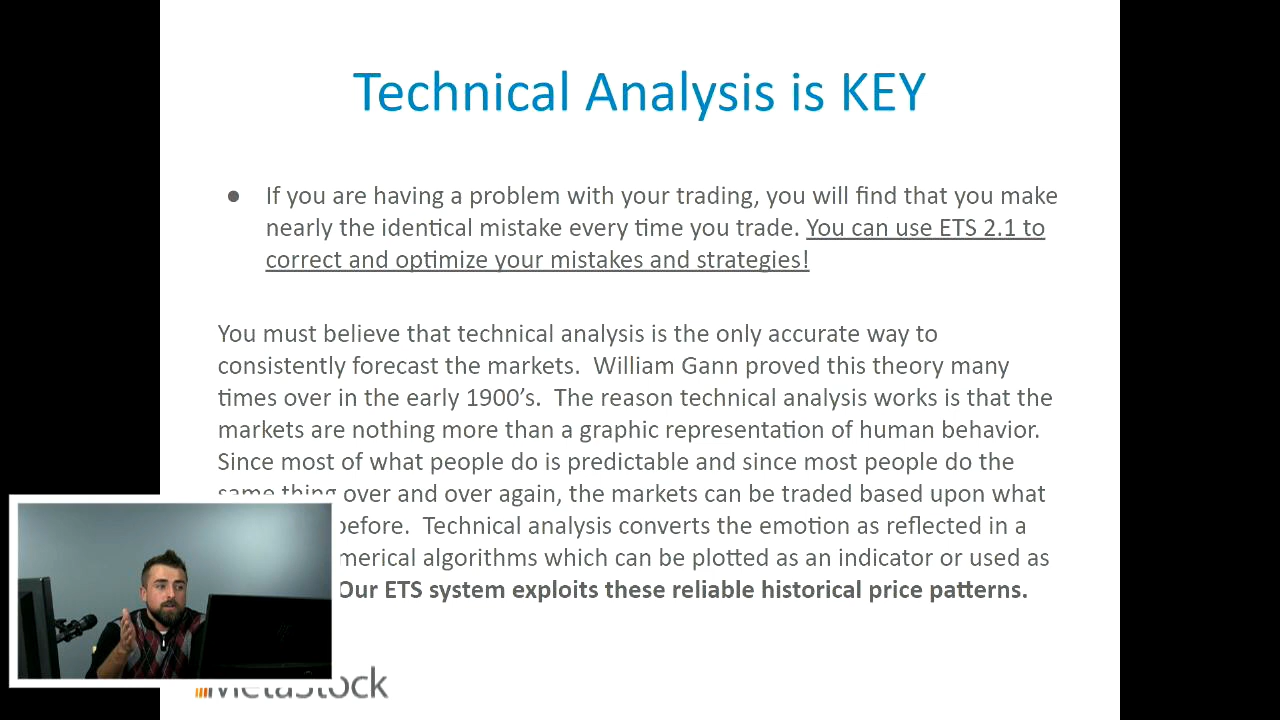 Technical Analysis is KEY
● If you are having a problem with your trading, you will find that you make
nearly the identical mistake every time you trade. You can use ETS 2.1 to
correct and optimize your mistakes and strategies!
You must believe that technical analysis is the only accurate way to
consistently forecast the markets.  William Gann proved this theory many
times over in the early 1900’s.  The reason technical analysis works is that the
markets are nothing more than a graphic representation of human behavior.
Since most of what people do is predictable and since most people do the
same thing over and over again, the markets can be traded based upon what
before.  Technical analysis converts the emotion as reflected in a
algorithms which can be plotted as an indicator or used as
Our ETS system exploits these reliable historical price patterns.
MetaStock